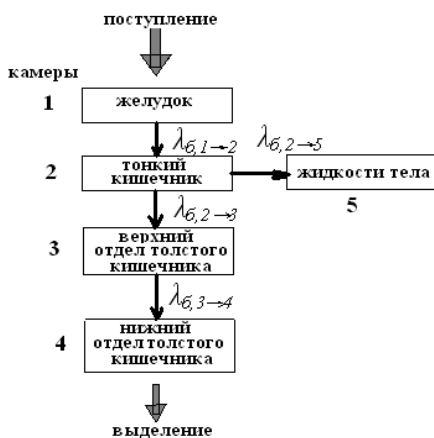 поступление
камеры
1
желудок
λб,1→2
λб,2→5
2
тонкий
кишечник
жидкости тела
5
λб,2→3
3
верхний
отдел толстого
кишечника
λб,3→4
4
нижний
отдел толстого
кишечника
выделение